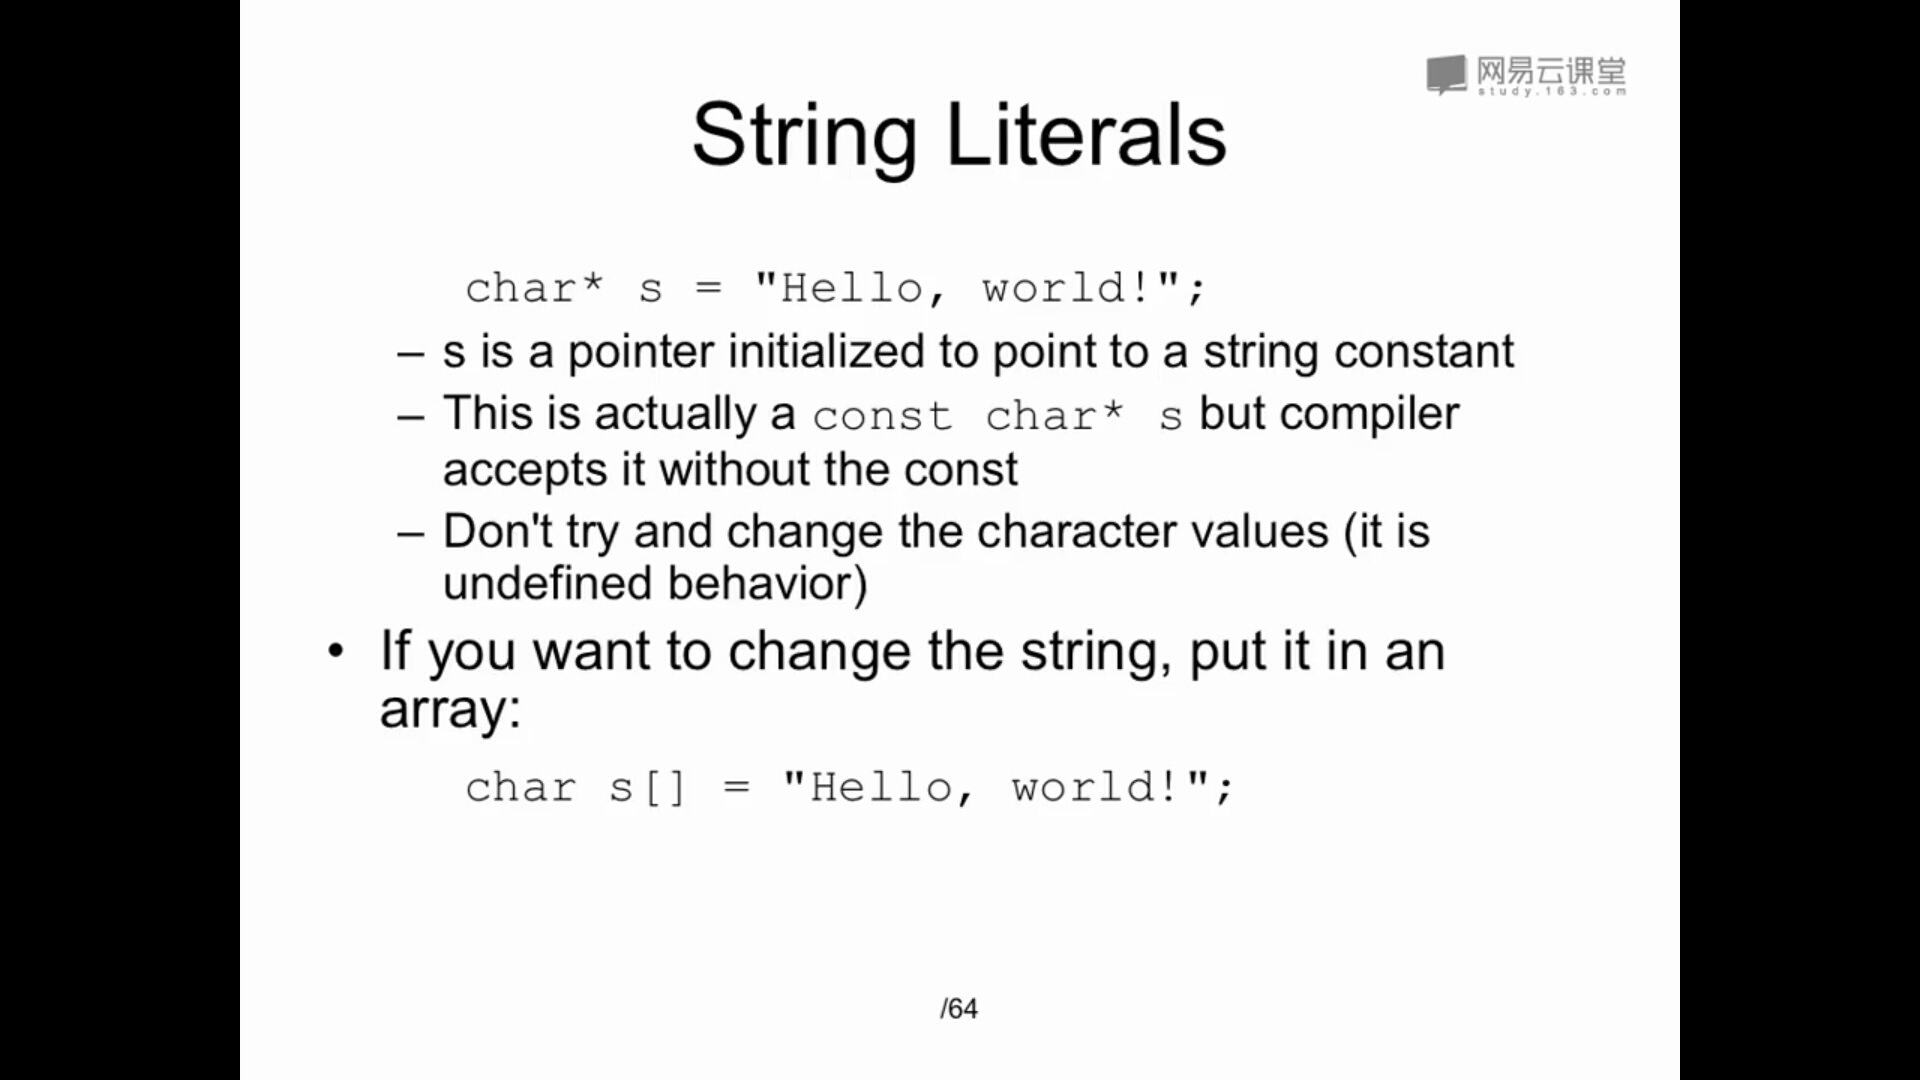 网易云课堂
study.163.com
String Literals
char* s = "Hello, world!";
– s is a pointer initialized to point to a string constant
– This is actually a const char* s but compiler
accepts it without the const
– Don't try and change the character values (it is
undefined behavior)
• If you want to change the string, put it in an
array:
char s[] = "Hello, world!";
/64